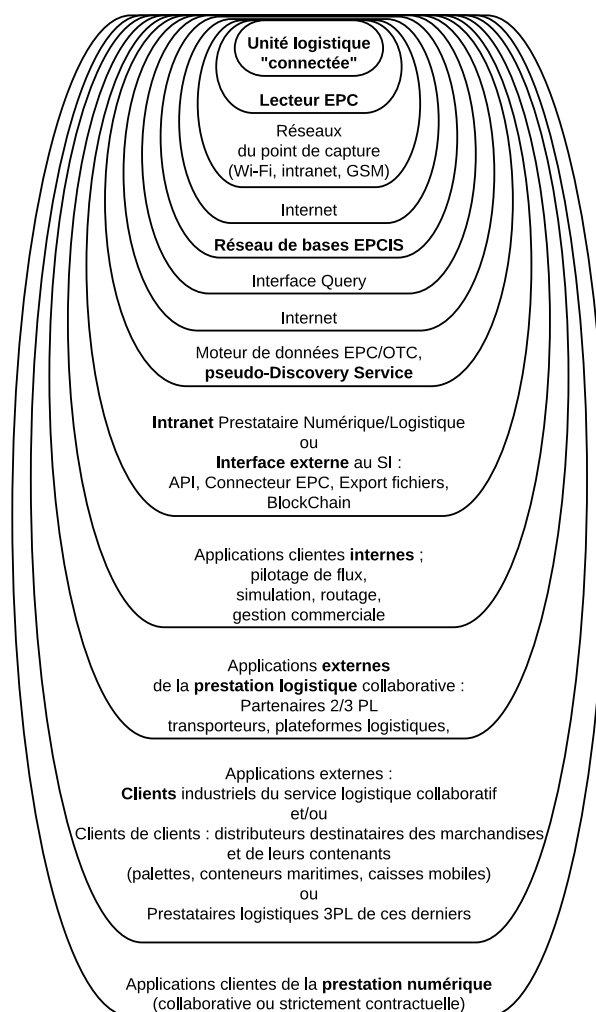 Unité logistique
"connectée"
Lecteur EPC
Réseaux
du point de capture
(Wi-Fi, intranet, GSM)
Internet
Réseau de bases EPCIS
Interface Query
Internet
Moteur de données EPC/OTC,
pseudo-Discovery Service
Intranet Prestataire Numérique/Logistique
ou
Interface externe au SI :
API, Connecteur EPC, Export fichiers,
BlockChain
Applications clientes internes ;
pilotage de flux,
simulation, routage,
gestion commerciale
Applications externes
de la prestation logistique collaborative :
Partenaires 2/3 PL
transporteurs, plateformes logistiques,
Applications externes :
Clients industriels du service logistique collaboratif
et/ou
Clients de clients : distributeurs destinataires des marchandises
et de leurs contenants
(palettes, conteneurs maritimes, caisses mobiles)
ou
Prestataires logistiques 3PL de ces derniers
Applications clientes de la prestation numérique
(collaborative ou strictement contractuelle)